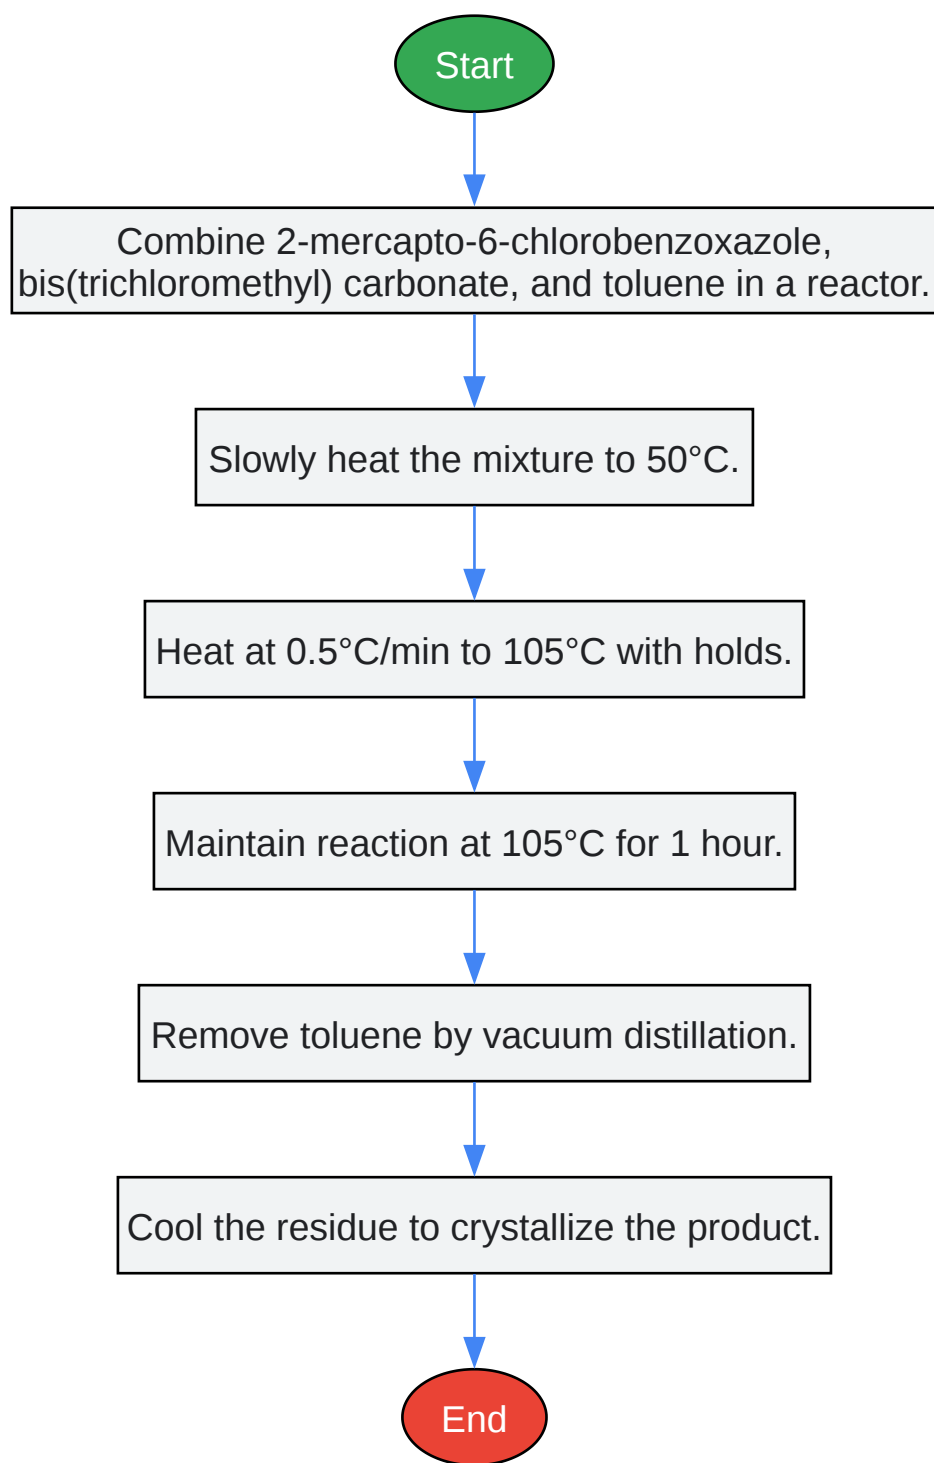 Start
Combine 2-mercapto-6-chlorobenzoxazole,
bis(trichloromethyl) carbonate, and toluene in a reactor.
Slowly heat the mixture to 50°C.
Heat at 0.5°C/min to 105°C with holds.
Maintain reaction at 105°C for 1 hour.
Remove toluene by vacuum distillation.
Cool the residue to crystallize the product.
End